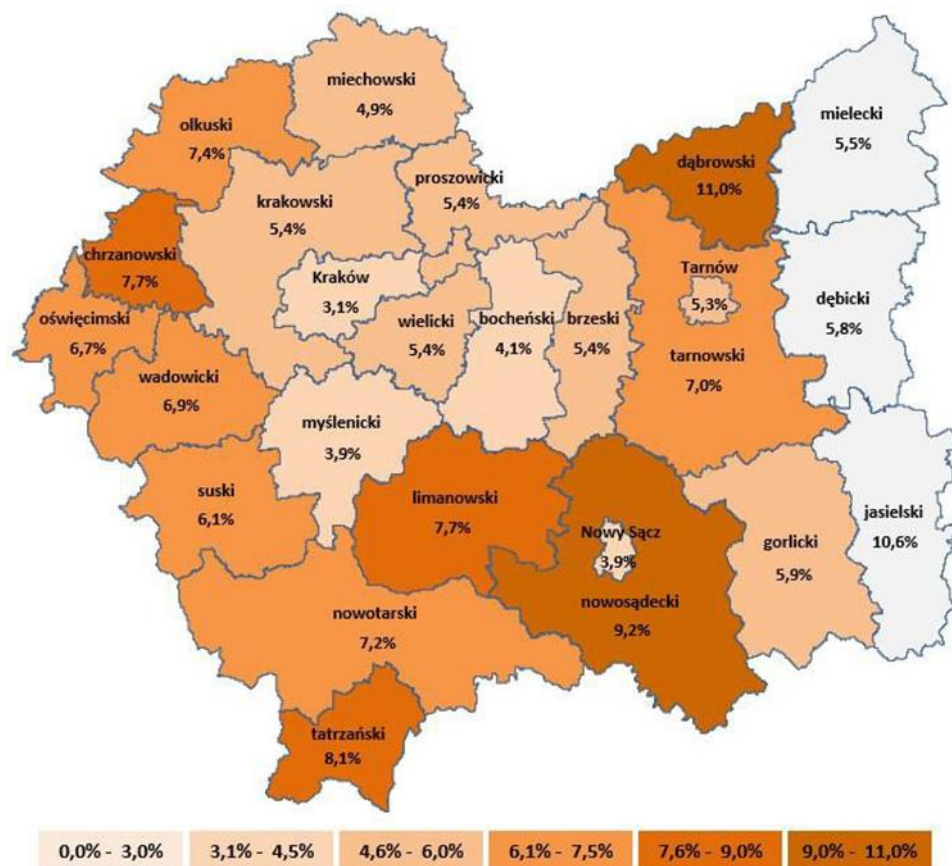 miechowski
4,9%
olkuski
7,4%
mielecki
5,5%
dąbrowski
11,0%
proszowicki
5,4%
krakowski
5,4%
chrzanowski
7,7%
Kraków
3,1%
Tarnów
5,3%
dębicki
5,8%
oświęcimski
6,7%
wielicki
5,4%
bocheński
4,1%
brzeski
5,4%
tarnowski
7,0%
wadowicki
6,9%
myślenicki
3,9%
suski
6,1%
limanowski
7,7%
Nowy Sącz
3,9%
gorlicki
5,9%
jasielski
10,6%
nowotarski
7,2%
nowosądecki
9,2%
tatrzański
8,1%
0,0% - 3,0%
3,1% - 4,5%
4,6% - 6,0%
6,1% - 7,5%
7,6% - 9,0%
9,0% - 11,0%